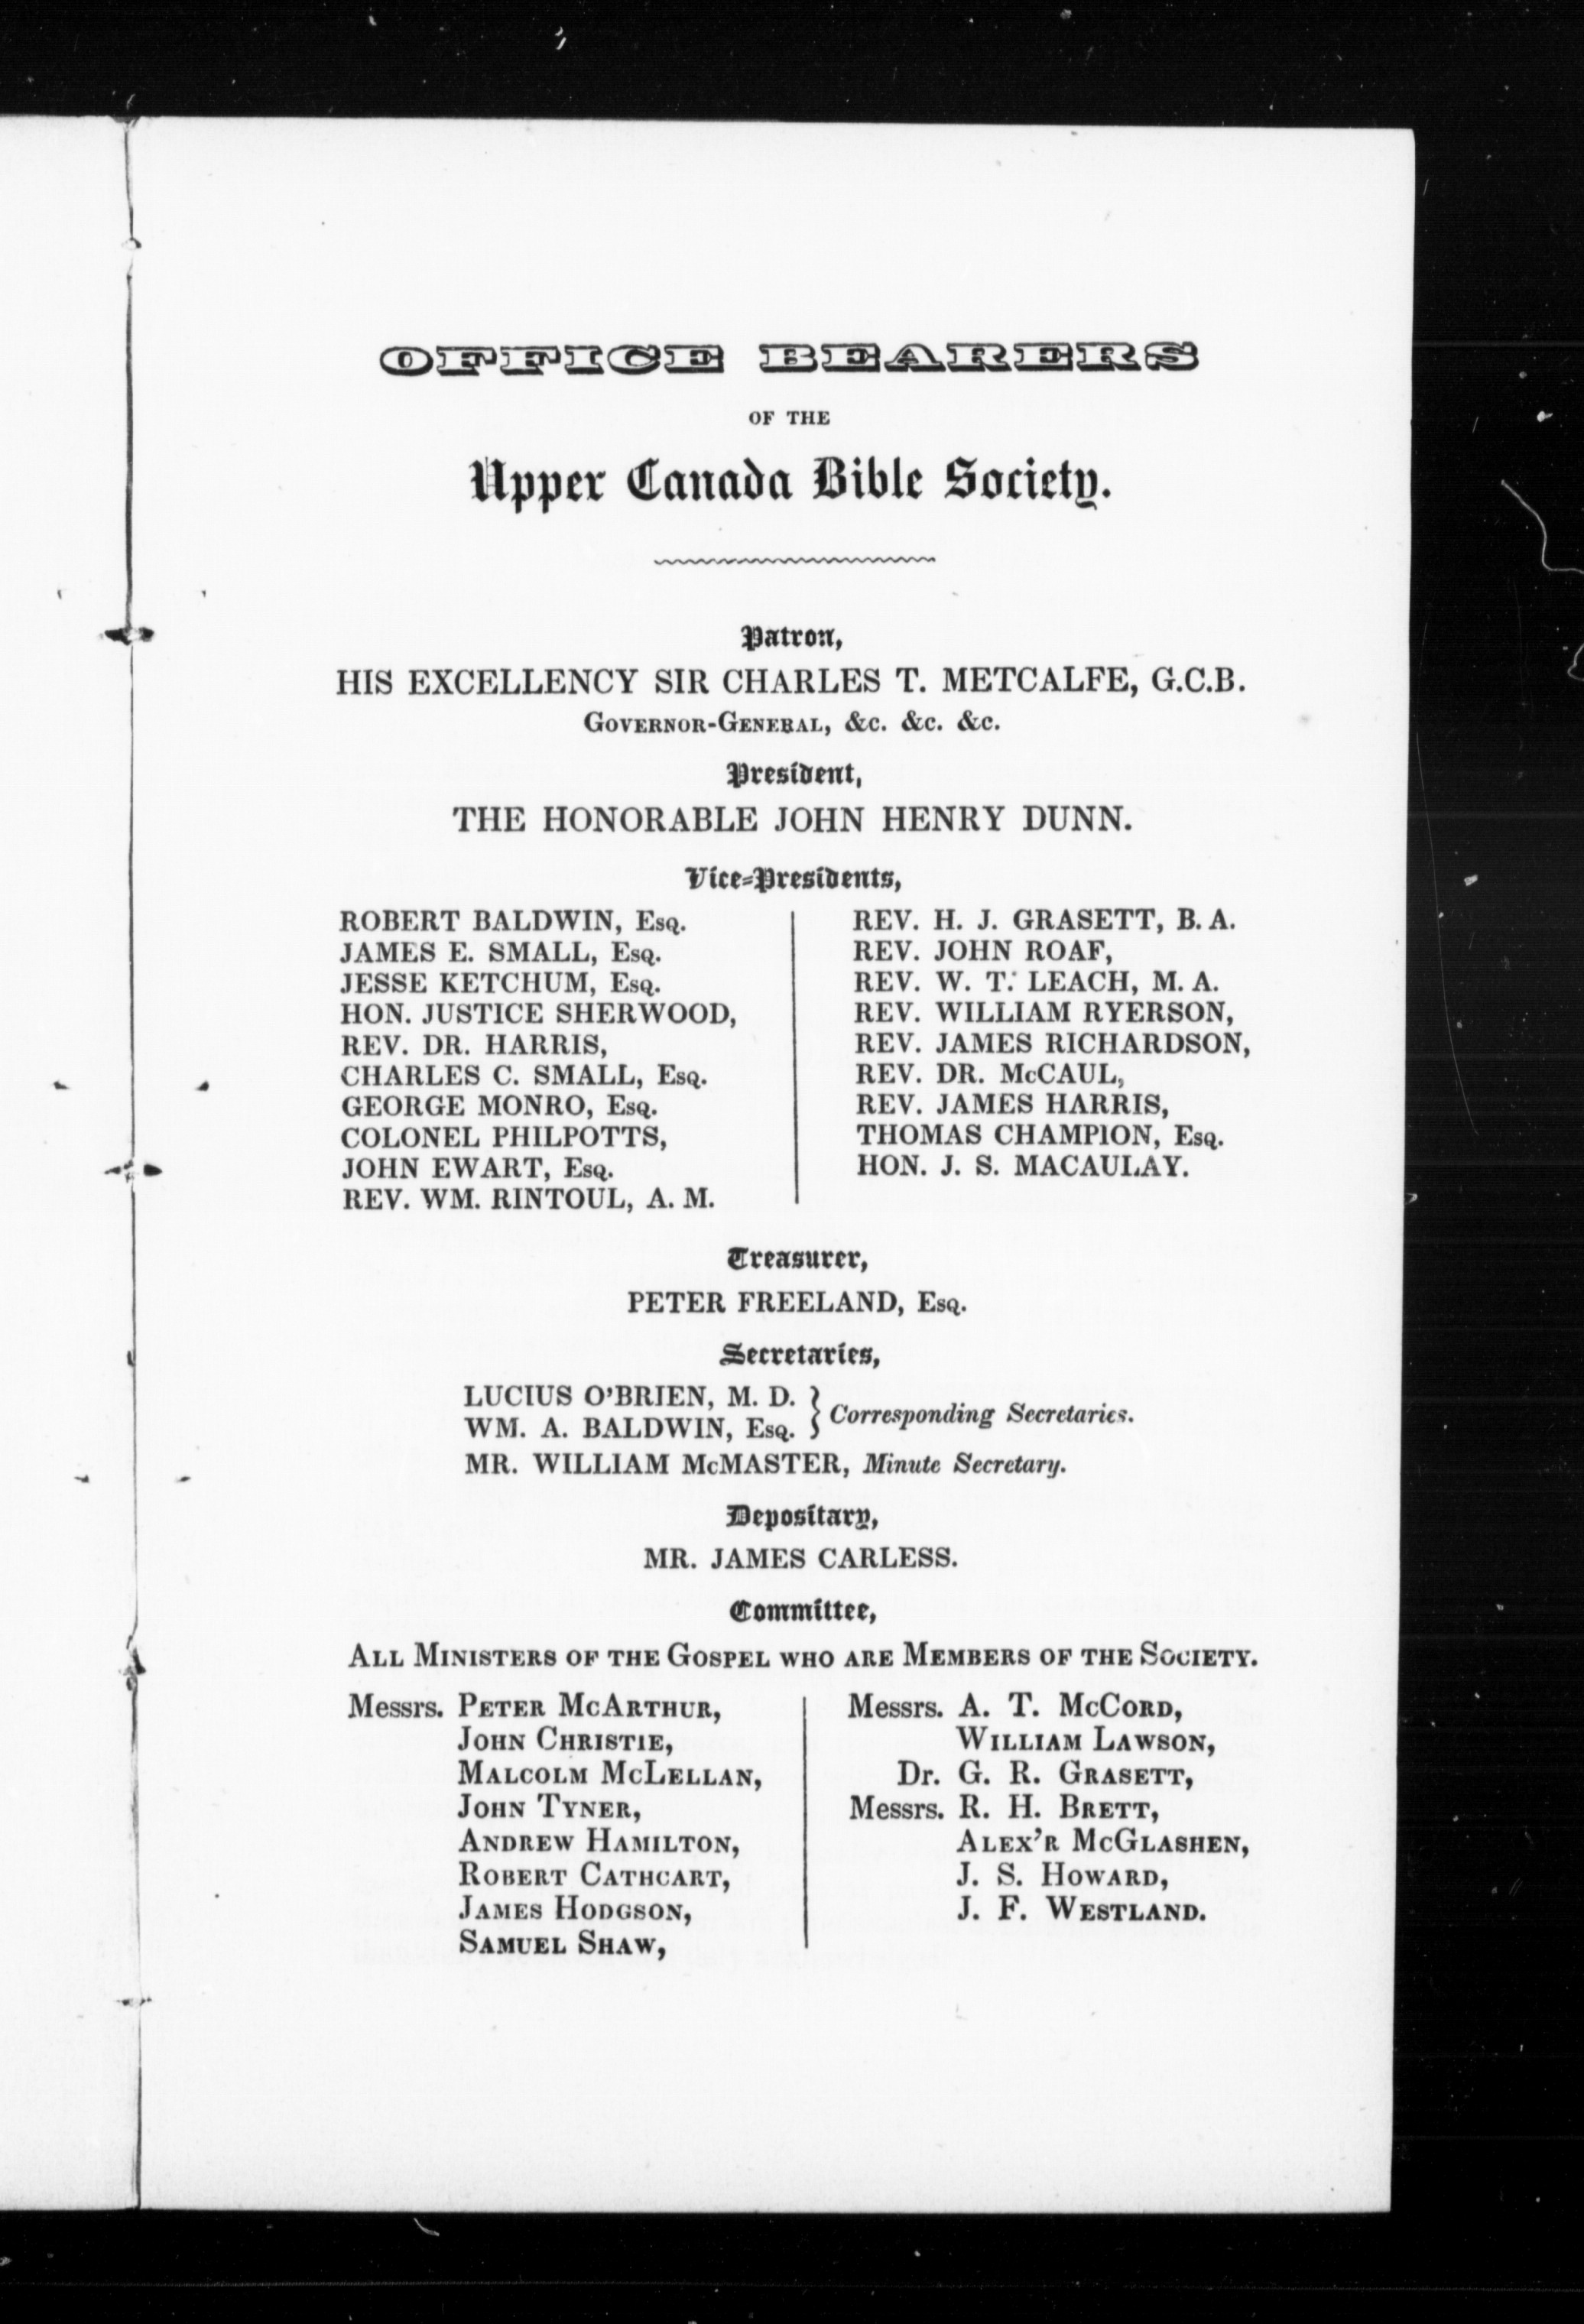 OFFICE BEARERS
OF THE
Upper Canada Bible Society.
Patron,
HIS EXCELLENCY SIR CHARLES T. METCALFE, G.C.B.
GOVERNOR-GENERAL, &c. &c. &c.
President,
THE HONORABLE JOHN HENRY DUNN.
Vice-Presidents,
ROBERT BALDWIN, Esq.
JAMES E. SMALL, Esq.
JESSE KETCHUM, Esq.
HON. JUSTICE SHERWOOD,
REV. DR. HARRIS,
CHARLES C. SMALL, Esq.
GEORGE MONRO, Esq.
COLONEL PHILPOTTS,
JOHN EWART, Esq.
REV. WM. RINTOUL, A. M.
REV. H. J. GRASETT, B. A.
REV. JOHN ROAF,
REV. W. T. LEACH, M. A.
REV. WILLIAM RYERSON,
REV. JAMES RICHARDSON,
REV. DR. McCAUL,
REV. JAMES HARRIS,
THOMAS CHAMPION, Esq.
HON. J. S. MACAULAY.
Treasurer,
PETER FREELAND, Esq.
Secretaries,
LUCIUS O'BRIEN, M. D.
WM. A. BALDWIN, Esq. } Corresponding Secretaries.
MR. WILLIAM McMASTER, Minute Secretary.
Depositary,
MR. JAMES CARLESS.
Committee,
ALL MINISTERS OF THE GOSPEL WHO ARE MEMBERS OF THE SOCIETY.
Messrs. PETER McARTHUR,
JOHN CHRISTIE,
MALCOLM McLELLAN,
JOHN TYNER,
ANDREW HAMILTON,
ROBERT CATHCART,
JAMES HODGSON,
SAMUEL SHAW,
Messrs. A. T. McCORD,
WILLIAM LAWSON,
Dr. G. R. GRASETT,
Messrs. R. H. BRETT,
ALEX'R McGLASHEN,
J. S. HOWARD,
J. F. WESTLAND.